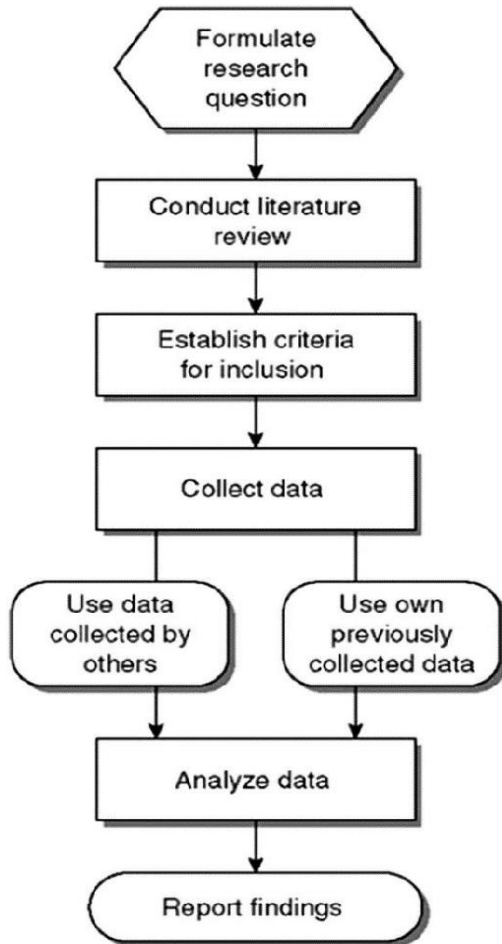 Formulate
research
question
Conduct literature
review
Establish criteria
for inclusion
Collect data
Use data
collected by
others
Use own
previously
collected data
Analyze data
Report findings